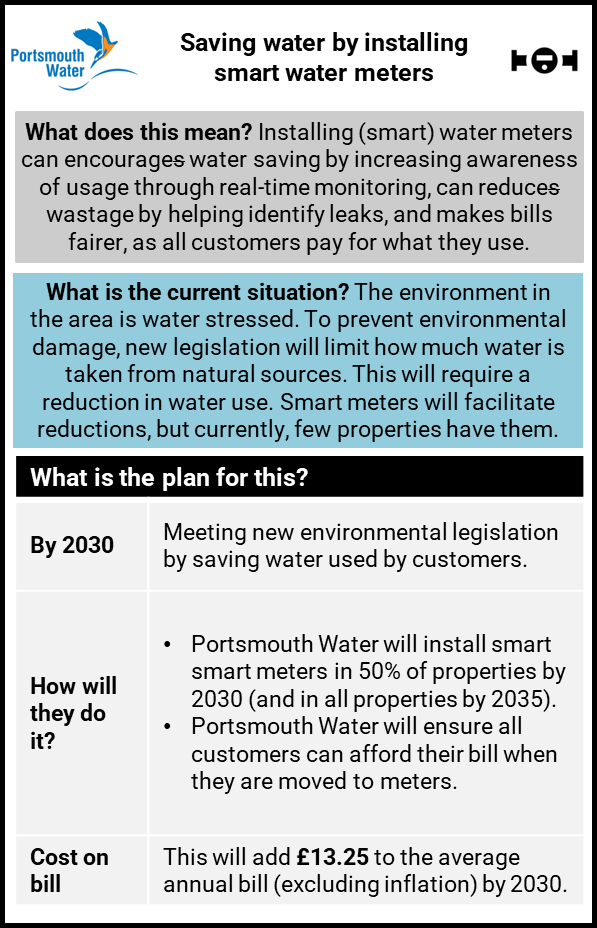 Portsmouth
Water
Saving water by installing
smart water meters
What does this mean? Installing (smart) water meters
can encourages water saving by increasing awareness
of usage through real-time monitoring, can reduces
wastage by helping identify leaks, and makes bills
fairer, as all customers pay for what they use.
What is the current situation? The environment in
the area is water stressed. To prevent environmental
damage, new legislation will limit how much water is
taken from natural sources. This will require a
reduction in water use. Smart meters will facilitate
reductions, but currently, few properties have them.
What is the plan for this?
By 2030
Meeting new environmental legislation
by saving water used by customers.
How will
they do
it?
• Portsmouth Water will install smart
smart meters in 50% of properties by
2030 (and in all properties by 2035).
• Portsmouth Water will ensure all
customers can afford their bill when
they are moved to meters.
Cost on
bill
This will add £13.25 to the average
annual bill (excluding inflation) by 2030.